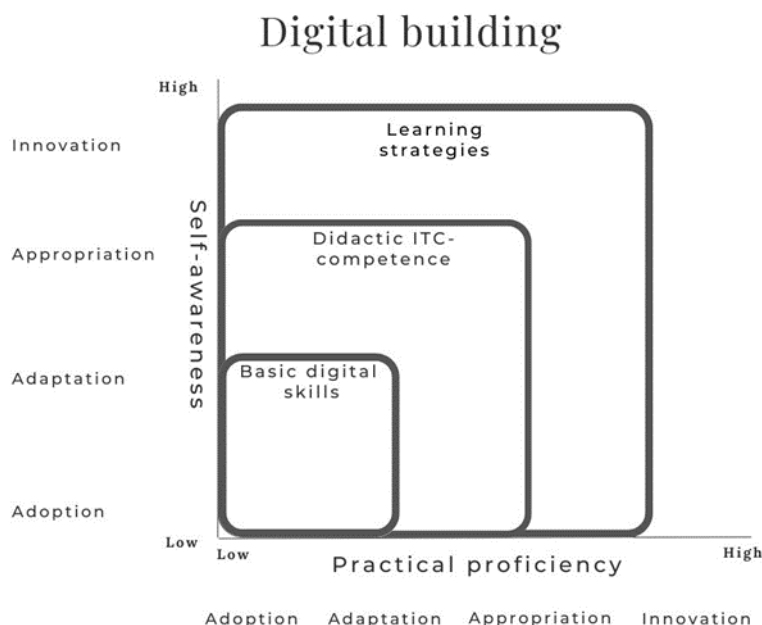 Digital building
High
Innovation
Learning
strategies
Self-awareness
Appropriation
Didactic ITC-
competence
Adaptation
Basic digital
skills
Adoption
Low
Low
Practical proficiency
High
Adoption Adaptation Appropriation Innovation